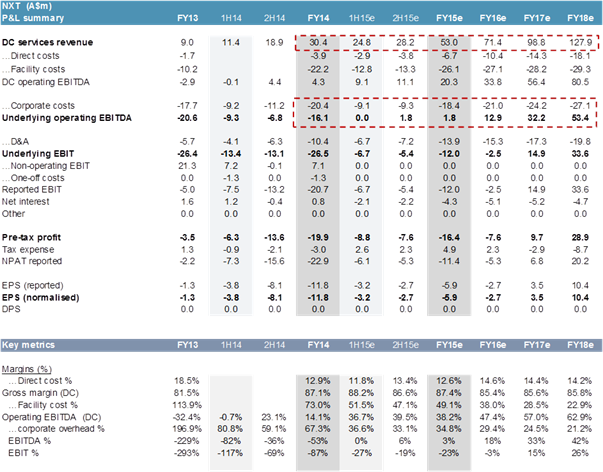 NXT (A$m)
P&L summary FY13 1H14 2H14 FY14 1H15e 2H15e FY15e FY16e FY17e FY18e
DC services revenue 9.0 11.4 18.9 30.4 24.8 28.2 53.0 71.4 98.8 127.9
…Direct costs -1.7 -3.9 -2.9 -3.8 -6.7 -10.4 -14.3 -18.1
…Facility costs -10.2 -22.2 -12.8 -13.3 -26.1 -27.1 -28.2 -29.3
DC operating EBITDA -2.9 -0.1 4.4 4.3 9.1 11.1 20.3 33.8 56.4 80.5
…Corporate costs -17.7 -9.2 -11.2 -20.4 -9.1 -9.3 -18.4 -21.0 -24.2 -27.1
Underlying operating EBITDA -20.6 -9.3 -6.8 -16.1 0.0 1.8 1.8 12.9 32.2 53.4
…D&A -5.7 -4.1 -6.3 -10.4 -6.7 -7.2 -13.9 -15.3 -17.3 -19.8
Underlying EBIT -26.4 -13.4 -13.1 -26.5 -6.7 -5.4 -12.0 -2.5 14.9 33.6
…Non-operating EBIT 21.3 7.2 -0.1 7.1 0.0 0.0 0.0 0.0 0.0 0.0
…One-off costs 0.0 -1.3 0.0 -1.3 0.0 0.0 0.0 0.0 0.0 0.0
Reported EBIT -5.0 -7.5 -13.2 -20.7 -6.7 -5.4 -12.0 -2.5 14.9 33.6
Net interest 1.6 1.2 -0.4 0.8 -2.1 -2.2 -4.3 -5.1 -5.2 -4.7
Other 0.0 0.0 0.0 0.0 0.0 0.0 0.0 0.0 0.0 0.0
Pre-tax profit -3.5 -6.3 -13.6 -19.9 -8.8 -7.6 -16.4 -7.6 9.7 28.9
Tax expense 1.3 -0.9 -2.1 -3.0 2.6 2.3 4.9 2.3 -2.9 -8.7
NPAT reported -2.2 -7.3 -15.6 -22.9 -6.1 -5.3 -11.4 -5.3 6.8 20.2
EPS (reported) -1.3 -3.8 -8.1 -11.8 -3.2 -2.7 -5.9 -2.7 3.5 10.4
EPS (normalised) -1.3 -3.8 -8.1 -11.8 -3.2 -2.7 -5.9 -2.7 3.5 10.4
DPS 0.0 0.0 0.0 0.0 0.0 0.0 0.0 0.0 0.0 0.0
Key metrics FY13 1H14 2H14 FY14 1H15e 2H15e FY15e FY16e FY17e FY18e
Margins (%)
…Direct cost % 18.5% 12.9% 11.8% 13.4% 12.6% 14.6% 14.4% 14.2%
Gross margin (DC) 81.5% 87.1% 88.2% 86.6% 87.4% 85.4% 85.6% 85.8%
…Facility cost % 113.9% 73.0% 51.5% 47.1% 49.1% 38.0% 28.5% 22.9%
Operating EBITDA (DC) -32.4% -0.7% 23.1% 14.1% 36.7% 39.5% 38.2% 47.4% 57.0% 62.9%
…corporate overhead % 196.9% 80.8% 59.1% 67.3% 36.6% 33.1% 34.8% 29.4% 24.5% 21.2%
EBITDA % -229% -82% -36% -53% 0% 6% 3% 18% 33% 42%
EBIT % -293% -117% -69% -87% -27% -19% -23% -3% 15% 26%